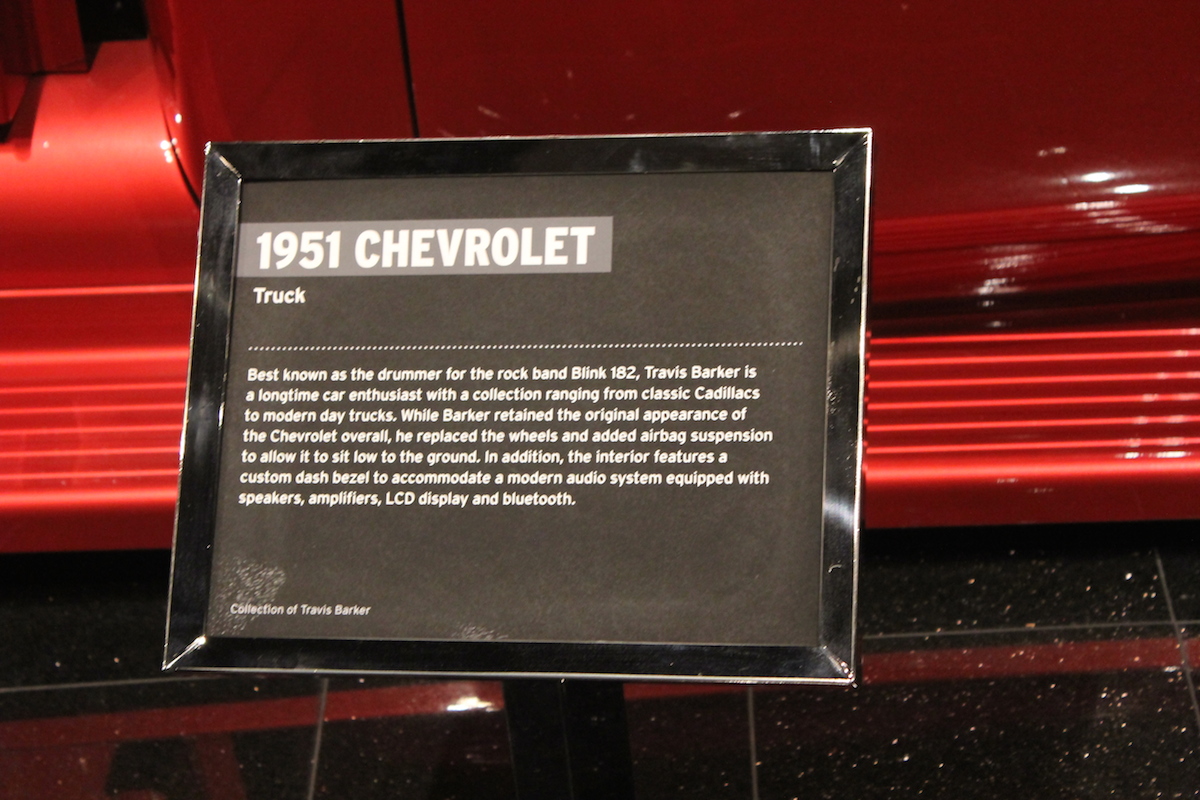 1951 CHEVROLET
Truck
Best known as the drummer for the rock band Blink 182, Travis Barker is
a longtime car enthusiast with a collection ranging from classic Cadillacs
to modern day trucks. While Barker retained the original appearance of
the Chevrolet overall, he replaced the wheels and added airbag suspension
to allow it to sit low to the ground. In addition, the interior features a
custom dash bezel to accommodate a modern audio system equipped with
speakers, amplifiers, LCD display and bluetooth.
Collection of Travis Barker